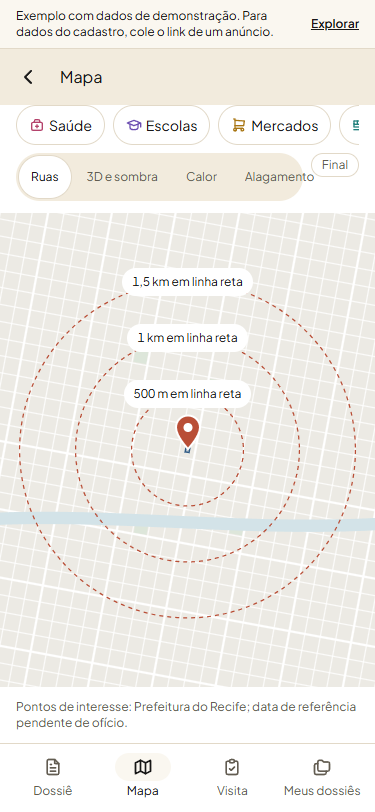 Exemplo com dados de demonstração. Para
dados do cadastro, cole o link de um anúncio.
Explorar
Mapa
Saúde
Escolas
Mercados
Ruas
3D e sombra
Calor
Alagamento
Final
1,5 km em linha reta
1 km em linha reta
500 m em linha reta
Pontos de interesse: Prefeitura do Recife; data de referência
pendente de ofício.
Dossiê
Mapa
Visita
Meus dossiês